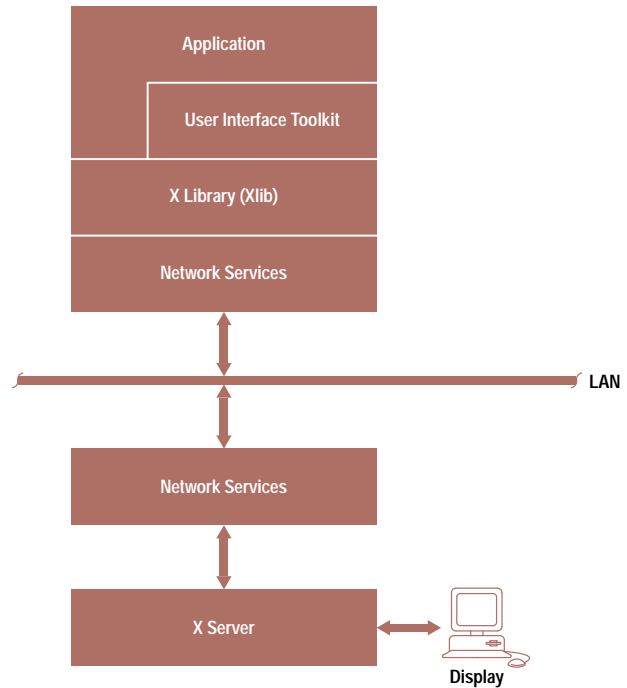 Application
User Interface Toolkit
X Library (Xlib)
Network Services
LAN
Network Services
X Server
Display